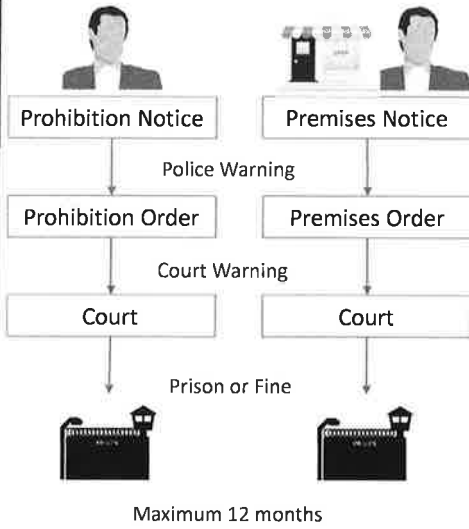 Prohibition Notice
Premises Notice
Police Warning
Prohibition Order
Premises Order
Court Warning
Court
Court
Prison or Fine
Maximum 12 months